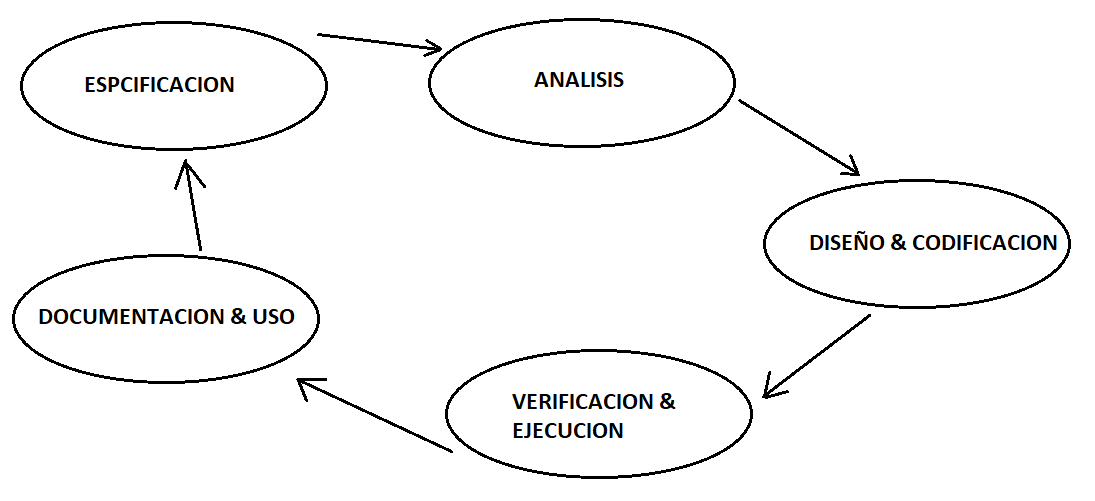 ESPCIFICACION
ANALISIS
DISEÑO & CODIFICACION
VERIFICACION &
EJECUCION
DOCUMENTACION & USO